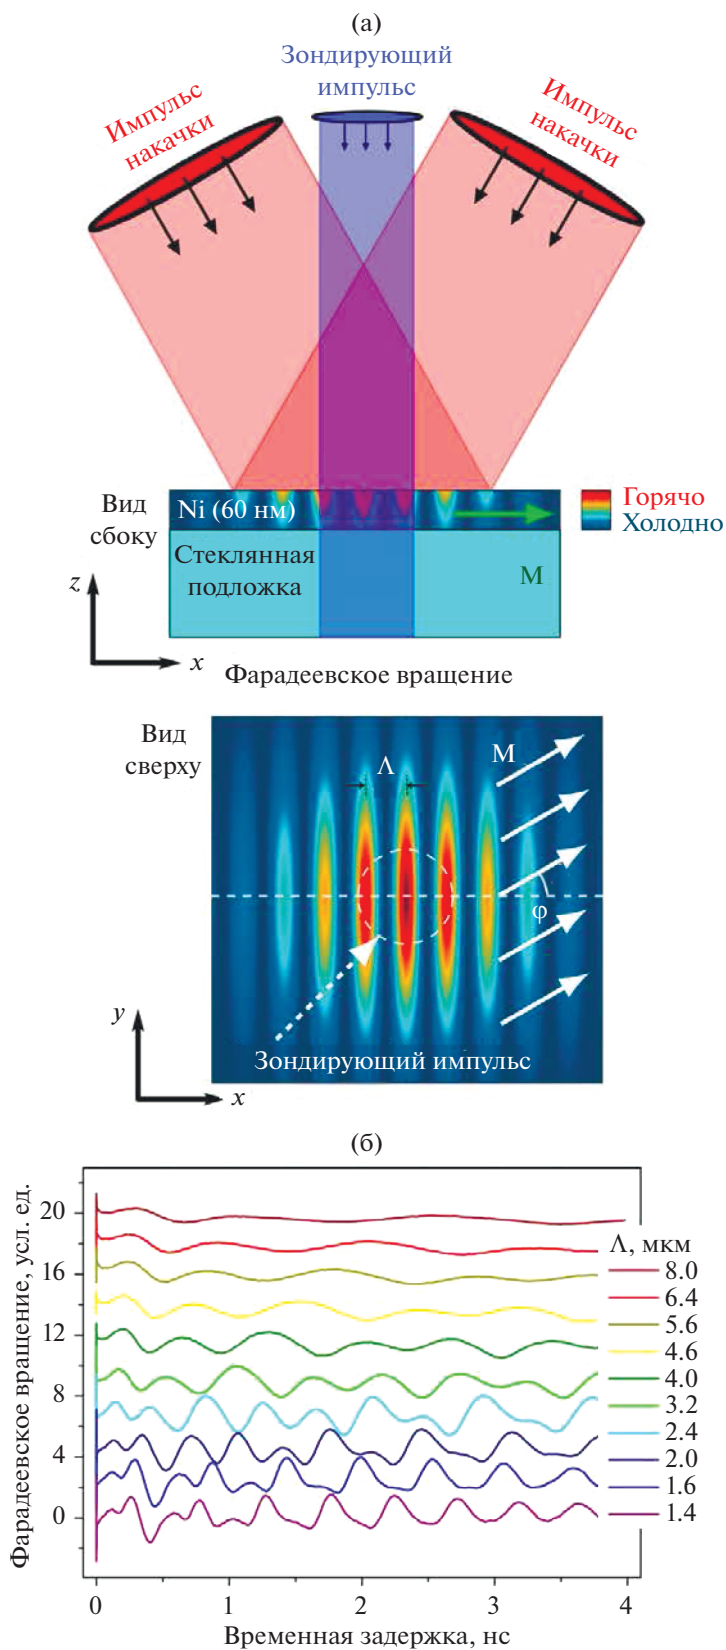 (а)
Зондирующий
импульс
Импульс
накачки
Импульс
накачки
Вид
сбоку
Ni (60 нм)
Горячо
Холодно
Стеклянная
подложка
M
z
x
Фарадеевское вращение
Вид
сверху
M
Λ
φ
y
Зондирующий импульс
x
(б)
Фарадеевское вращение, усл. ед.
20
16
12
8
4
0
Λ, мкм
8.0
6.4
5.6
4.6
4.0
3.2
2.4
2.0
1.6
1.4
0
1
2
3
4
Временная задержка, нс